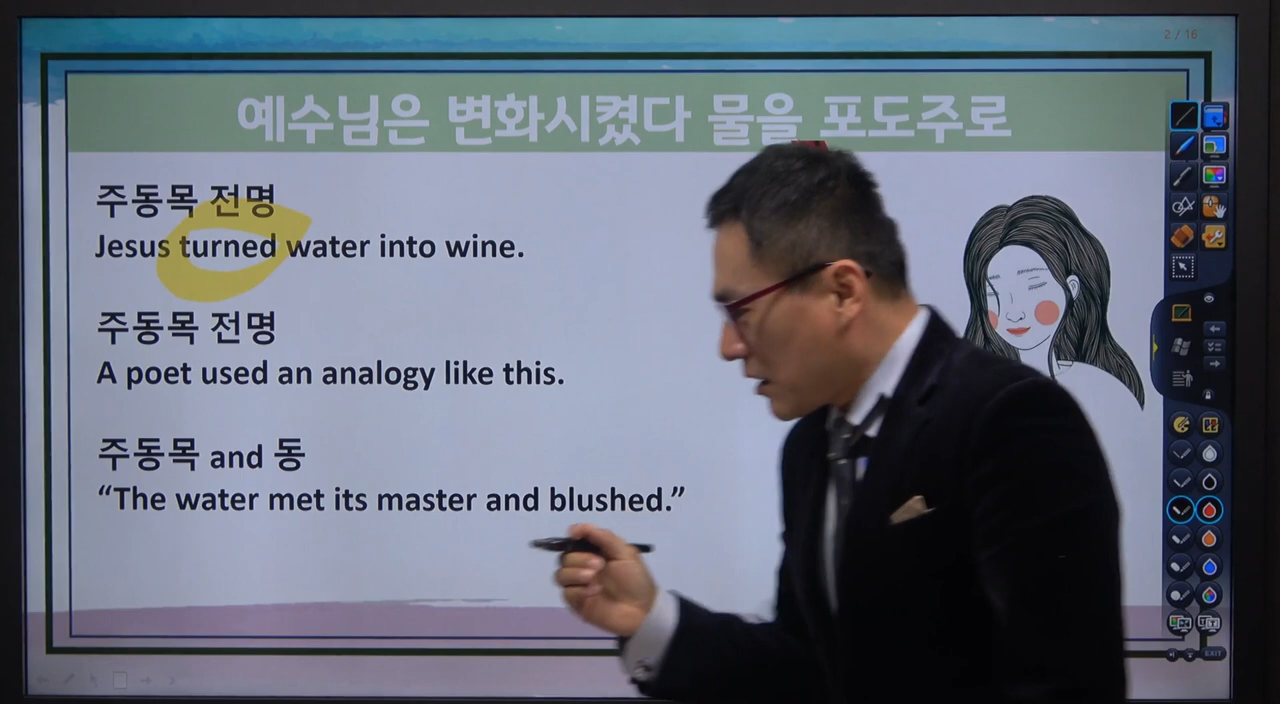 2 / 16
예수님은 변화시켰다 물을 포도주로
주동목 전명
Jesus turned water into wine.
주동목 전명
A poet used an analogy like this.
주동목 and 동
“The water met its master and blushed.”
EXIT